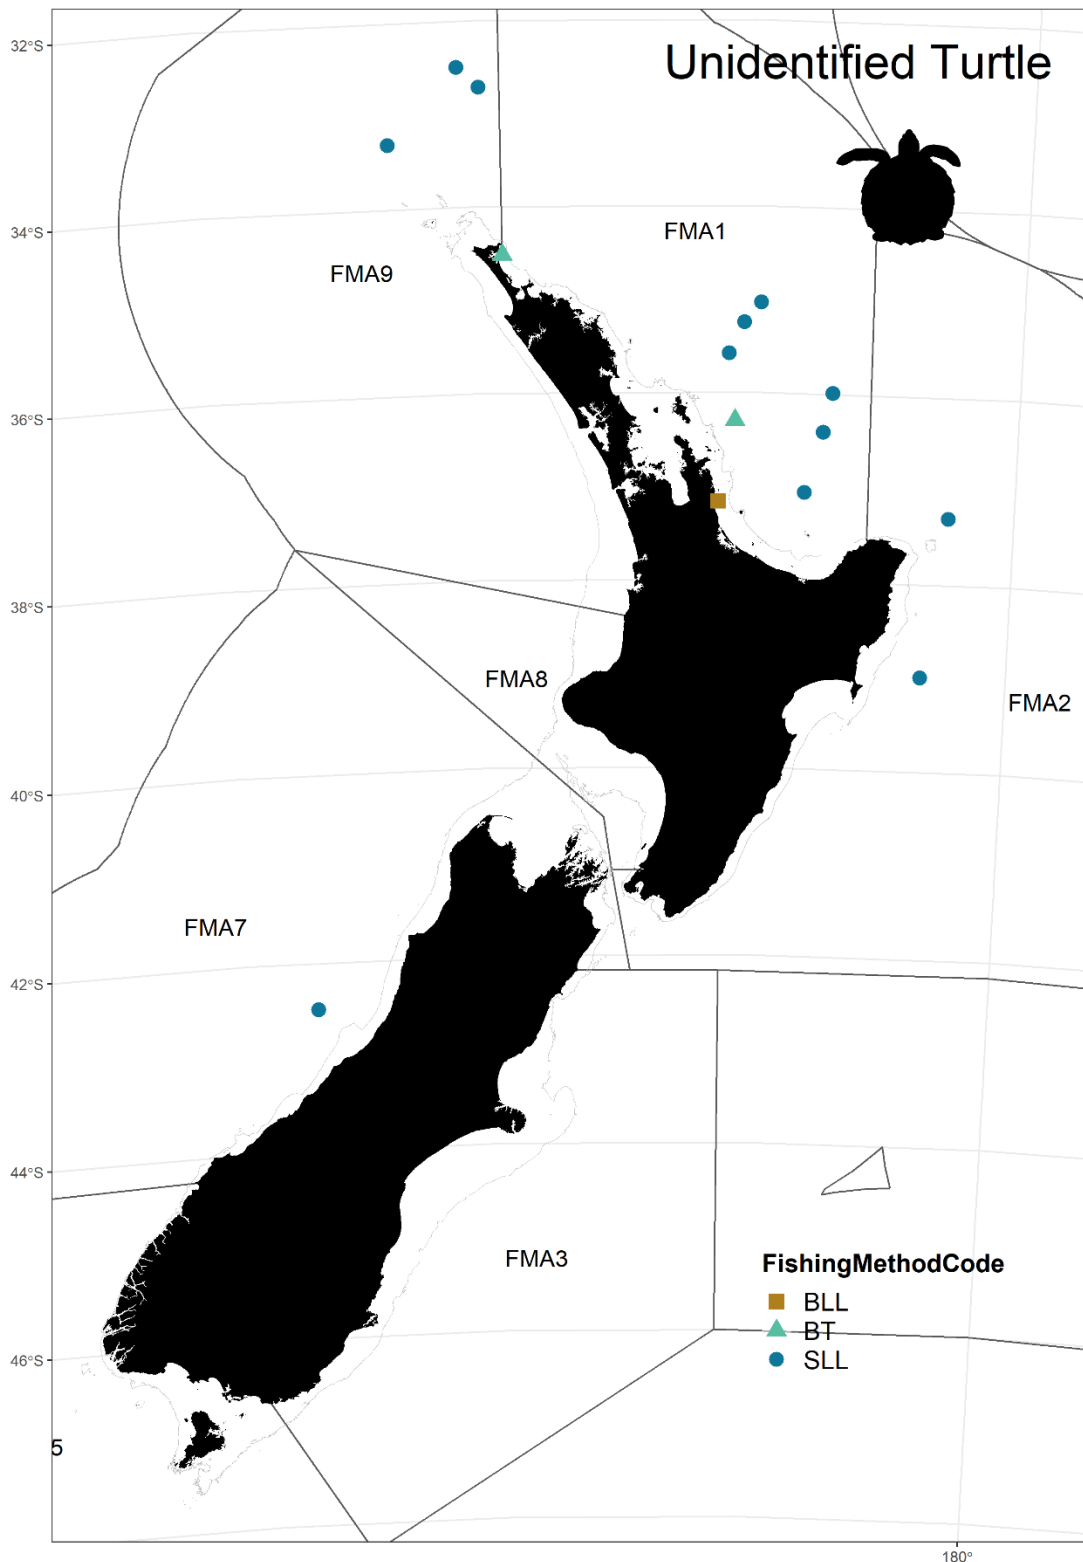 32°S
Unidentified Turtle
34°S
FMA1
FMA9
36°S
38°S
FMA8
FMA2
40°S
FMA7
42°S
44°S
FMA3
FishingMethodCode
BLL
BT
SLL
46°S
5
180°